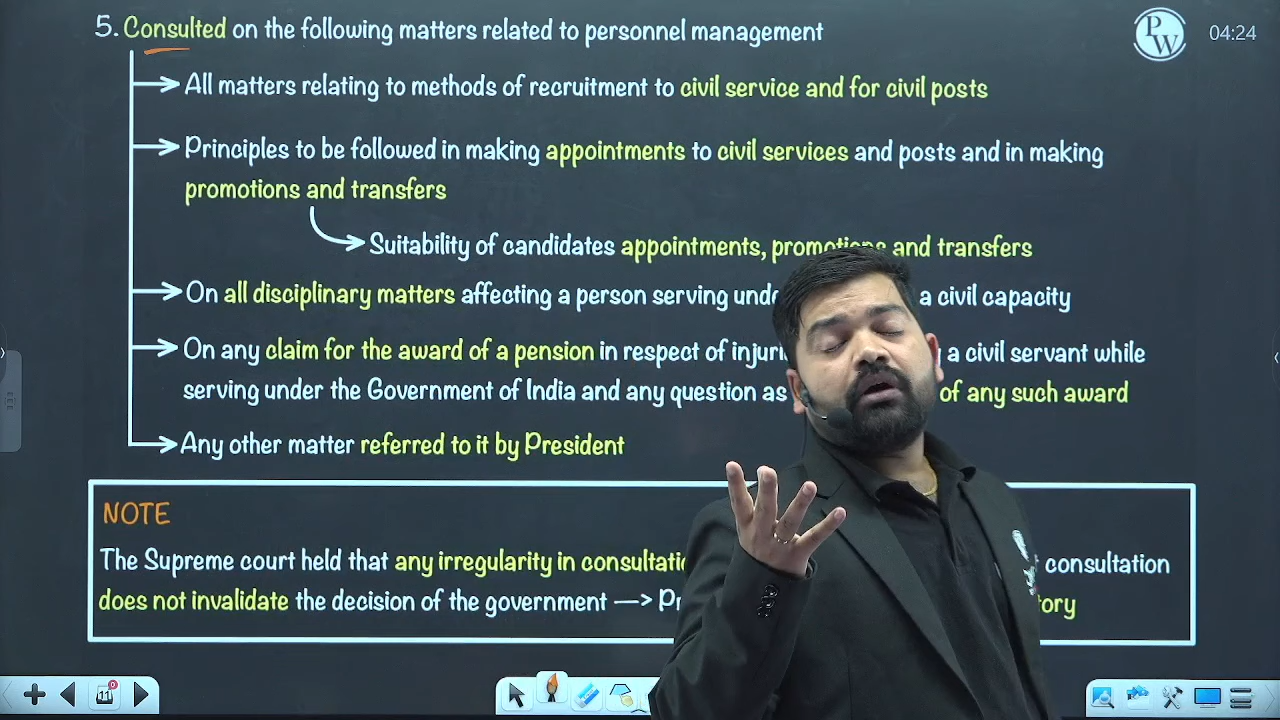 5. Consulted on the following matters related to personnel management
PW
04:24
All matters relating to methods of recruitment to civil service and for civil posts
Principles to be followed in making appointments to civil services and posts and in making
promotions and transfers
Suitability of candidates appointments, promotions and transfers
On all disciplinary matters affecting a person serving a civil capacity
On any claim for the award of a pension in respect of a civil servant while
serving under the Government of India and any question as of any such award
Any other matter referred to it by President
NOTE
The Supreme court held that any irregularity in consultation
does not invalidate the decision of the government
11
0